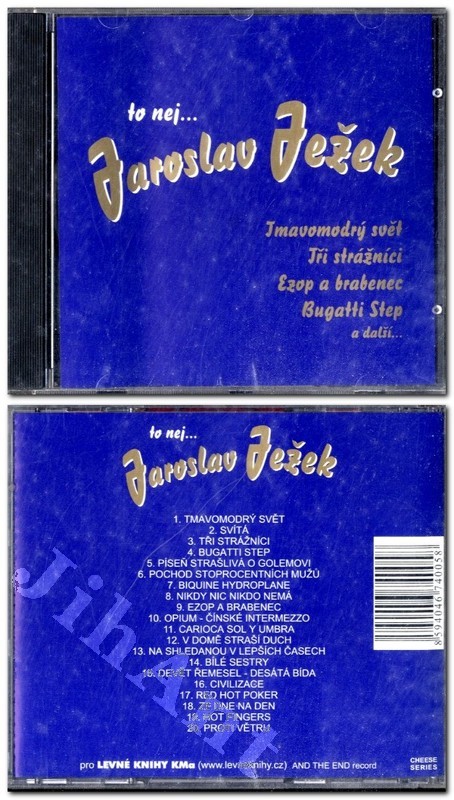 to nej...
Jaroslav Ježek
Tmavomodrý svět
Tři strážníci
Ezop a brabenec
Bugatti Step
a další...
to nej...
Jaroslav Ježek
1. TMAVOMODRÝ SVĚT
2. SVÍTÁ
3. TŘI STRÁŽNÍCI
4. BUGATTI STEP
5. PÍSEŇ STRAŠLIVÁ O GOLEMOVI
6. POCHOD STOPROCENTNÍCH MUŽŮ
7. BIQUINE HYDROPLANE
8. NIKDY NIC NIKDO NEMÁ
9. EZOP A BRABENEC
10. OPIUM - ČÍNSKÉ INTERMEZZO
11. CARIOCA SOL Y UMBRA
12. V DOMĚ STRAŠÍ DUCH
13. NA SHLEDANOU V LEPŠÍCH ČASECH
14. BÍLÉ SESTRY
15. DEVĚT ŘEMESEL - DESÁTÁ BÍDA
16. CIVILIZACE
17. RED HOT POKER
18. ZE DNE NA DEN
19. HOT FINGERS
20. PROTI VĚTRU
8594046740058
pro LEVNÉ KNIHY KMa (www.levneknihy.cz) AND THE END record
CHEESE
SERIES